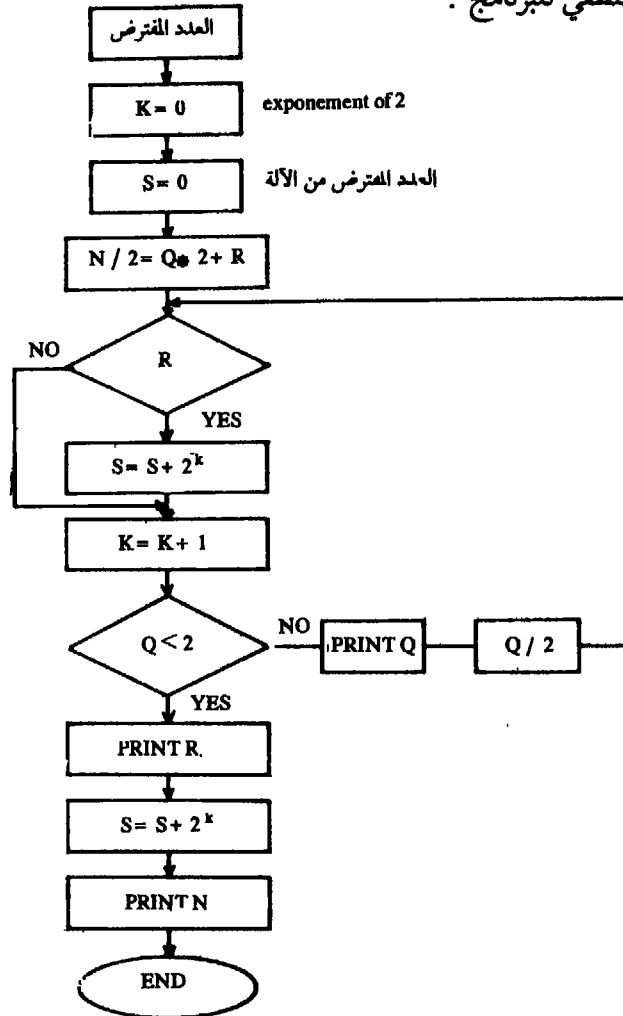 للبرنامج .
العدد المفترض
K= 0 exponement of 2
S= 0 العدد المفترض من الآلة
N / 2= Q* 2+ R
R
NO
YES
S= S+ 2^k
K= K+ 1
Q < 2
NO
PRINT Q
Q / 2
YES
PRINT R.
S= S+ 2^k
PRINT N
END